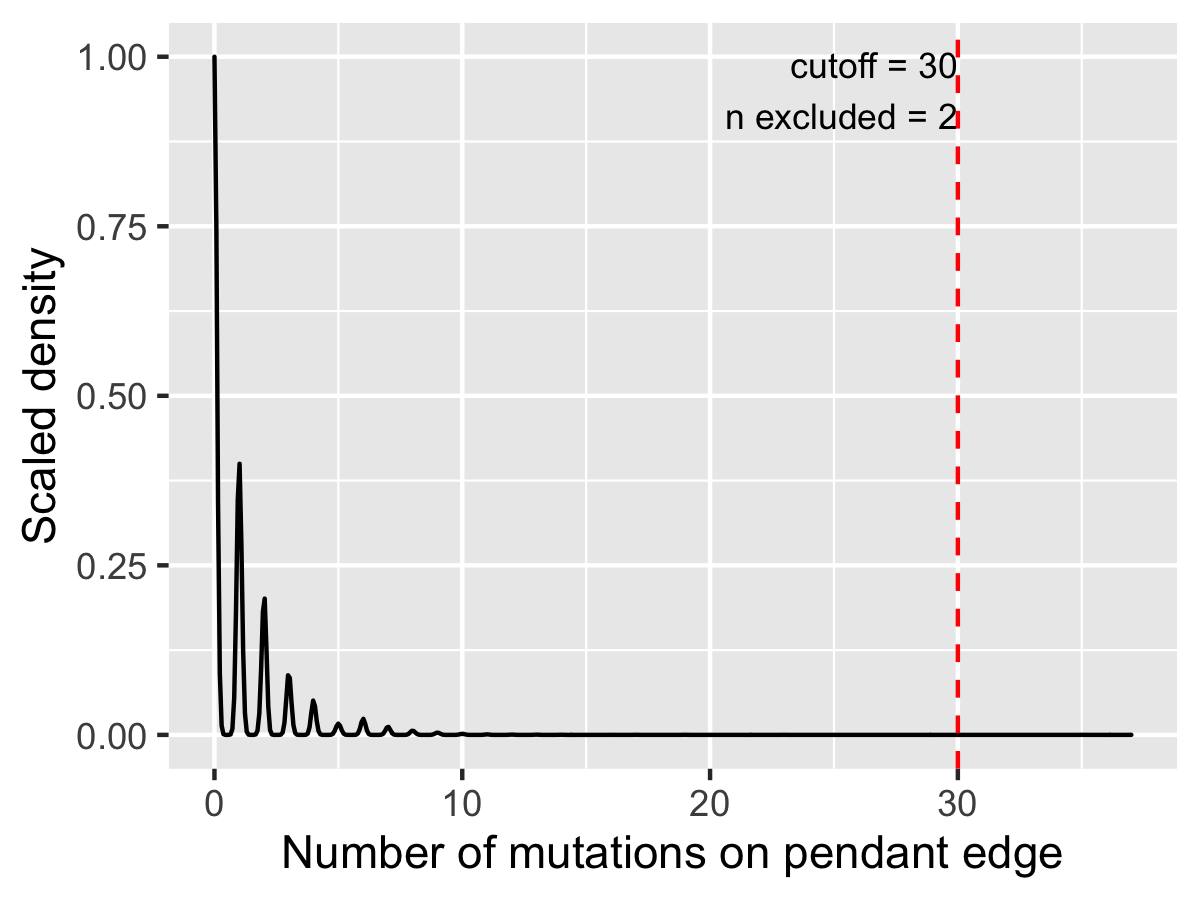 1.00
0.75
0.50
0.25
0.00
Scaled density
cutoff = 30
n excluded = 2
0 10 20 30
Number of mutations on pendant edge